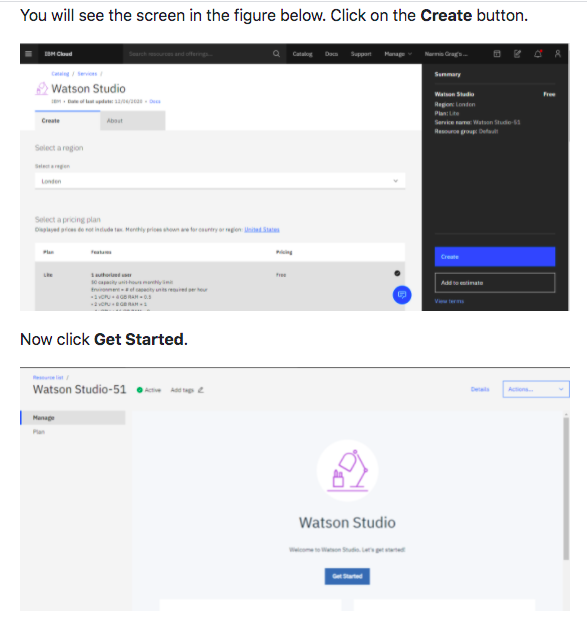 You will see the screen in the figure below. Click on the Create button.
IBM Cloud
Search resources and offerings...
Catalog Docs Support Manage
Catalog / Services /
Watson Studio
IBM • Date of last update: 12/04/2020 • Docs
Create About
Select a region
Select a region
London
Select a pricing plan
Displayed prices do not include tax. Monthly prices shown are for country or region: United States
Plan Features Pricing
Lite 1 authorized user Free
50 capacity unit-hours monthly limit
Environment = # of capacity units required per hour
- 1 vCPU + 4 GB RAM = 0.5
- 2 vCPU + 8 GB RAM = 1
Summary
Watson Studio Free
Region: London
Plan: Lite
Service name: Watson Studio-51
Resource group: Default
Create
Add to estimate
View terms
Now click Get Started.
Resource list /
Watson Studio-51 Active Add tags
Details Actions...
Manage
Plan
Watson Studio
Welcome to Watson Studio. Let's get started!
Get Started